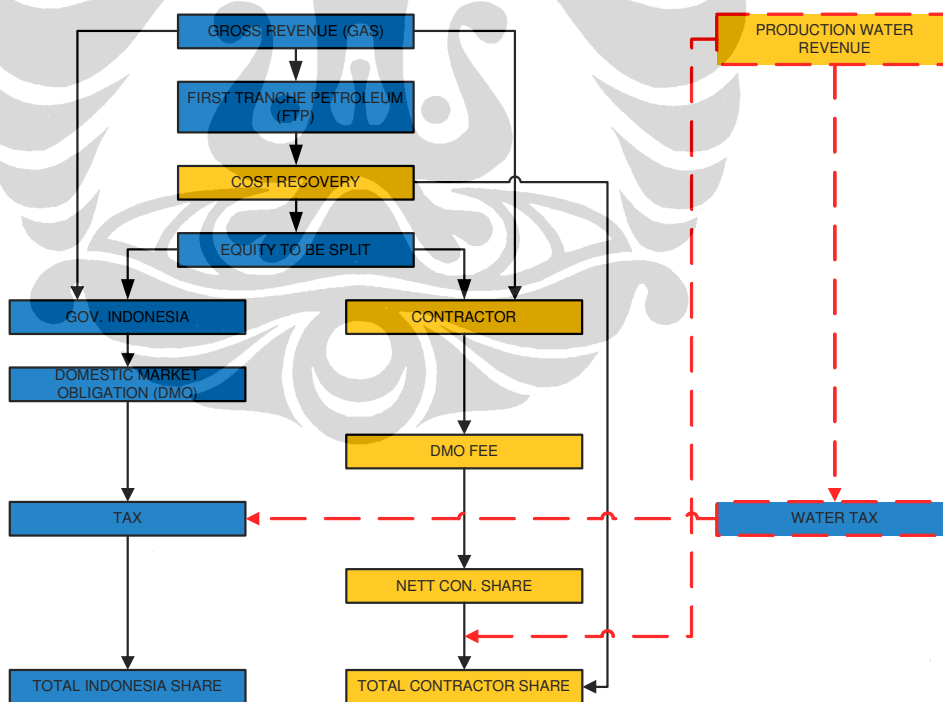 GROSS REVENUE (GAS)
PRODUCTION WATER
REVENUE
FIRST TRANCHE PETROLEUM
(FTP)
COST RECOVERY
EQUITY TO BE SPLIT
GOV. INDONESIA
CONTRACTOR
DOMESTIC MARKET
OBLIGATION (DMO)
DMO FEE
TAX
WATER TAX
NETT CON. SHARE
TOTAL INDONESIA SHARE
TOTAL CONTRACTOR SHARE